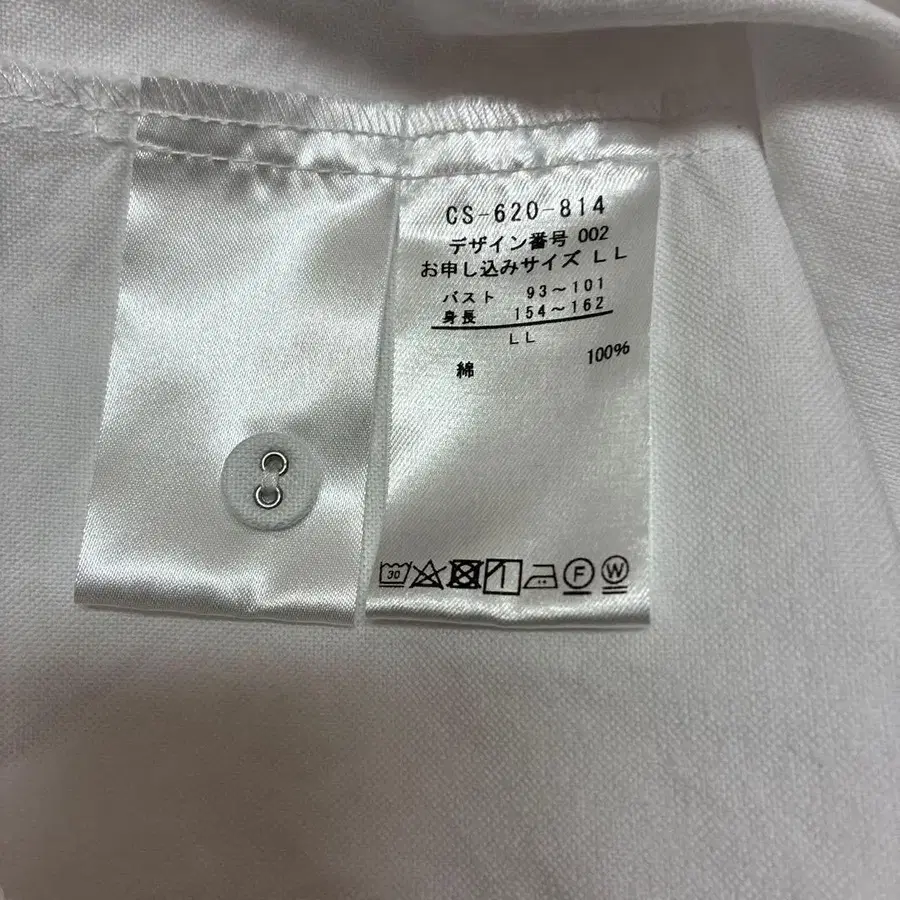 CS-620-814
デザイン番号 002
お申し込みサイズ LL
バスト 93～101
身長 154～162
LL
綿 100%
30 F W